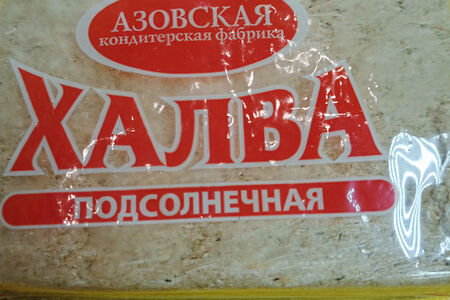 АЗОВСКАЯ
кондитерская фабрика
ХАЛВА
ПОДСОЛНЕЧНАЯ